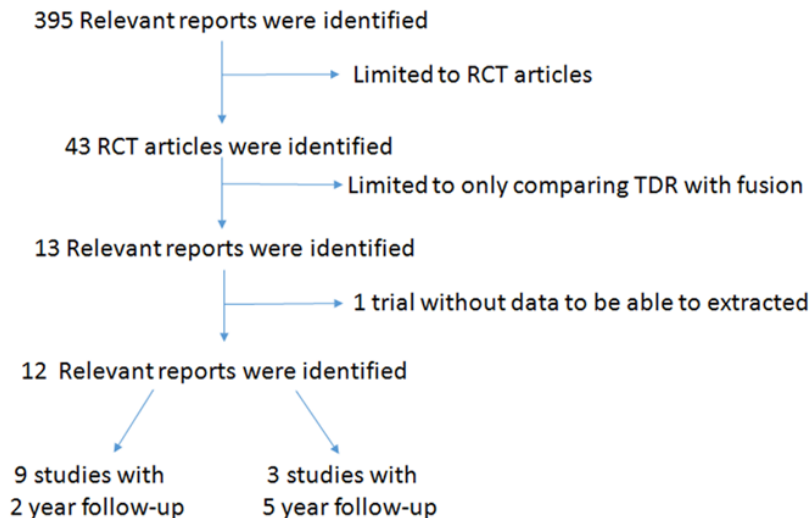 395 Relevant reports were identified
Limited to RCT articles
43 RCT articles were identified
Limited to only comparing TDR with fusion
13 Relevant reports were identified
1 trial without data to be able to extracted
12 Relevant reports were identified
9 studies with
2 year follow-up
3 studies with
5 year follow-up